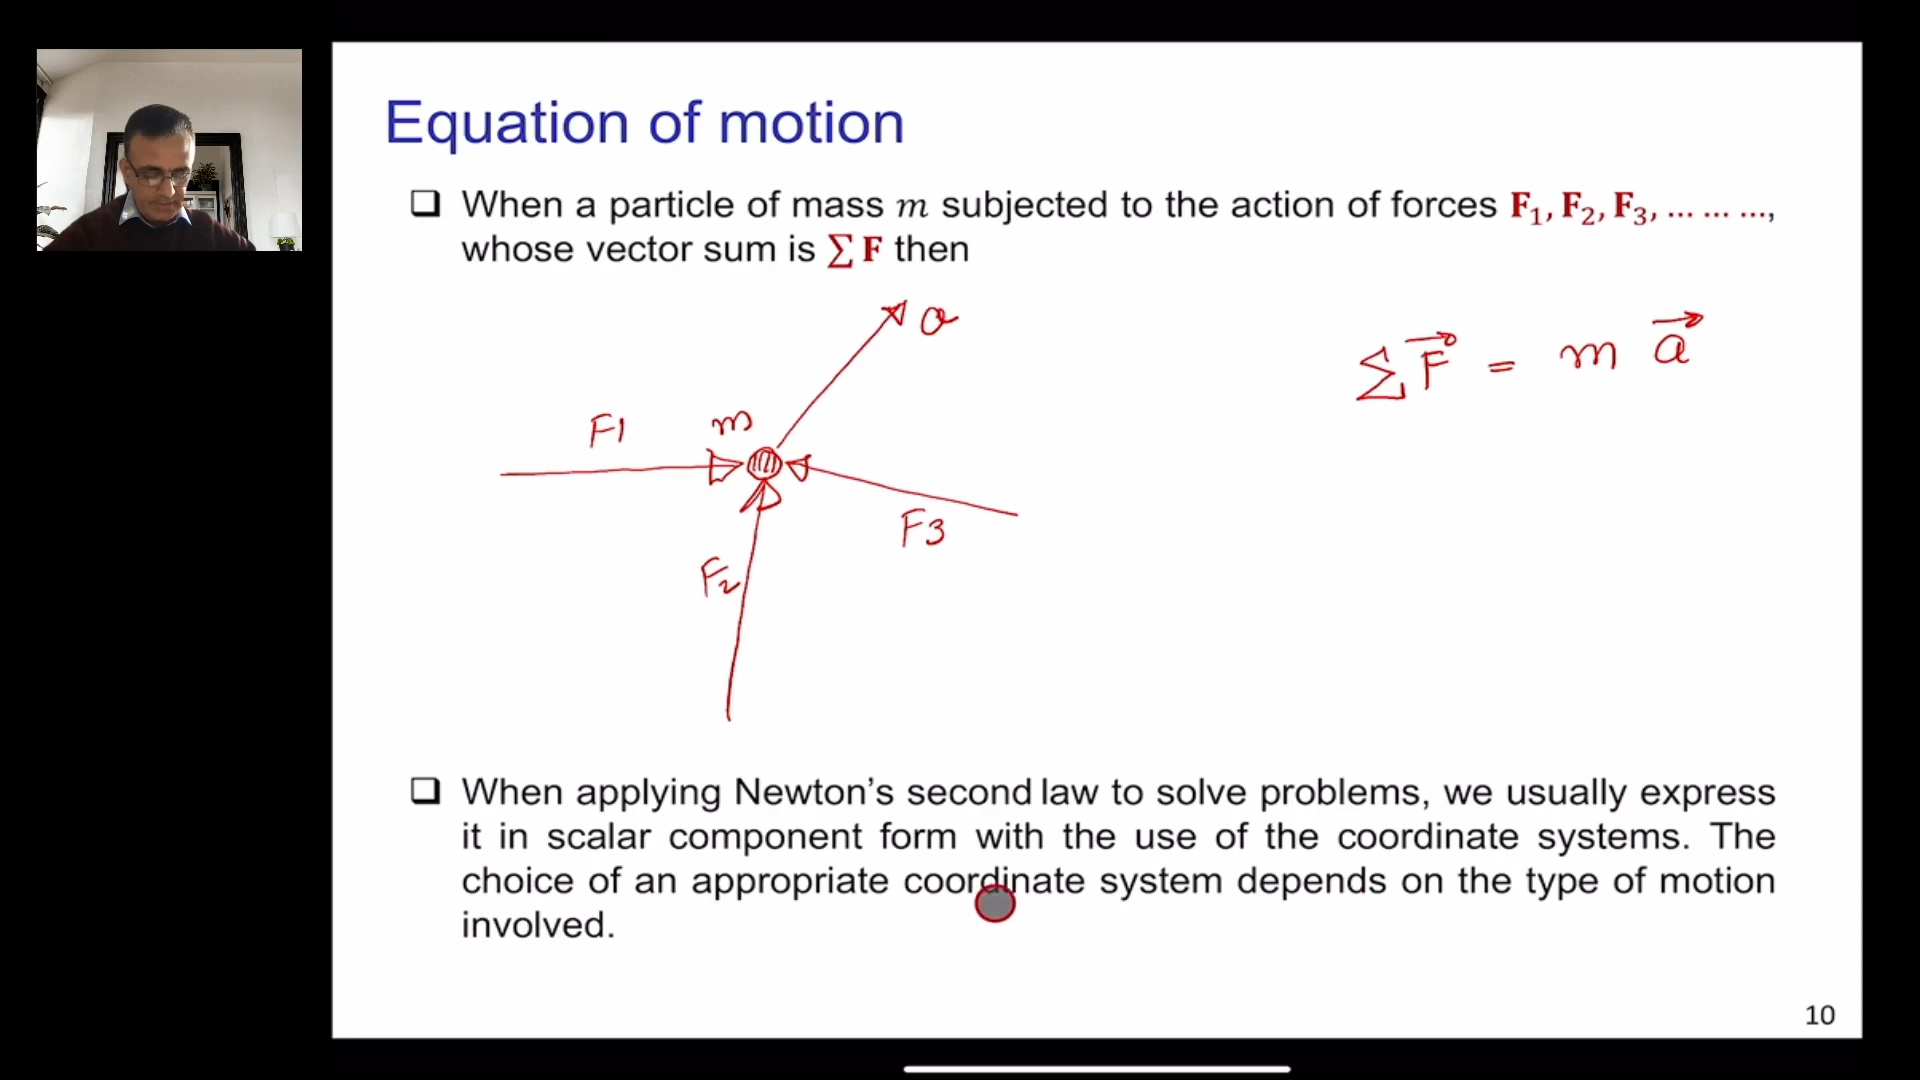 Equation of motion
❑ When a particle of mass m subjected to the action of forces F₁, F₂, F₃, … … …,
whose vector sum is ∑ F then
a
∑F⃗ = m a⃗
F1
m
F3
F2
❑ When applying Newton’s second law to solve problems, we usually express
it in scalar component form with the use of the coordinate systems. The
choice of an appropriate coordinate system depends on the type of motion
involved.
10